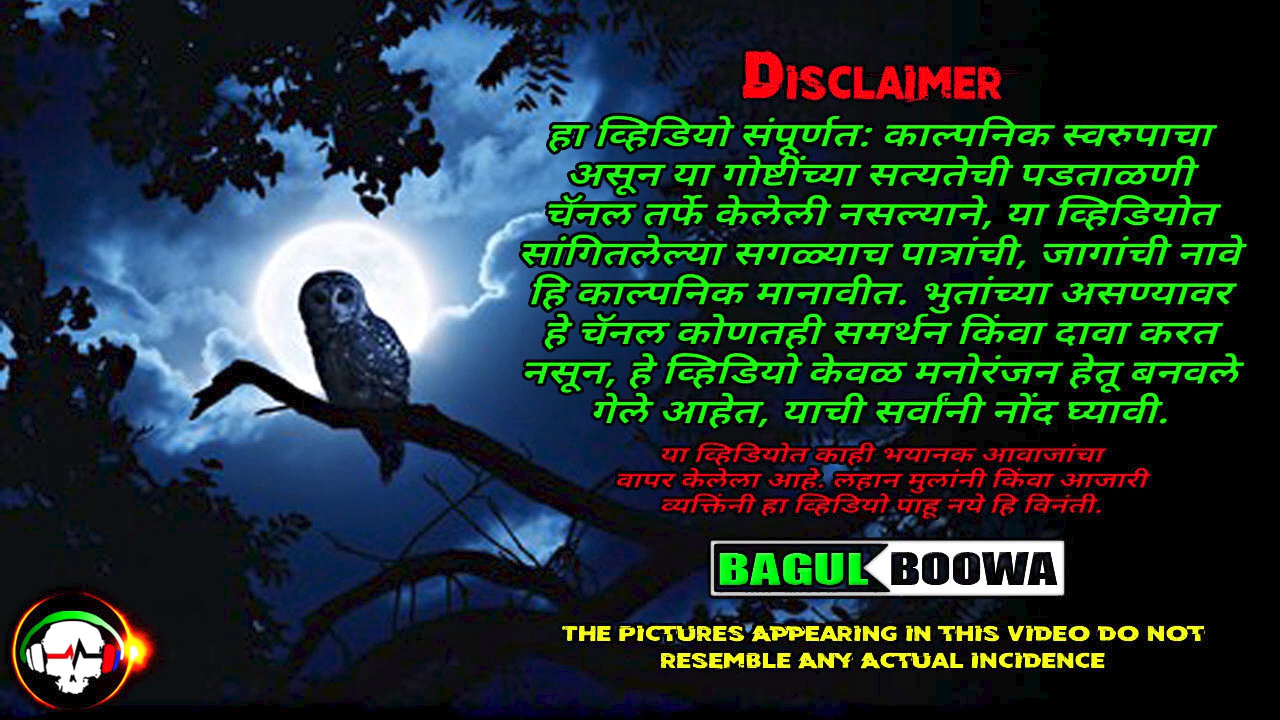 DISCLAIMER
हा व्हिडियो संपूर्णत: काल्पनिक स्वरुपाचा
असून या गोष्टींच्या सत्यतेची पडताळणी
चॅनल तर्फे केलेली नसल्याने, या व्हिडियोत
सांगितलेल्या सगळ्याच पात्रांची, जागांची नावे
हि काल्पनिक मानावीत. भुतांच्या असण्यावर
हे चॅनल कोणतही समर्थन किंवा दावा करत
नसून, हे व्हिडियो केवळ मनोरंजन हेतू बनवले
गेले आहेत, याची सर्वांनी नोंद घ्यावी.
या व्हिडियोत काही भयानक आवाजांचा
वापर केलेला आहे. लहान मुलांनी किंवा आजारी
व्यक्तिंनी हा व्हिडियो पाहू नये हि विनंती.
BAGUL BOOWA
THE PICTURES APPEARING IN THIS VIDEO DO NOT
RESEMBLE ANY ACTUAL INCIDENCE